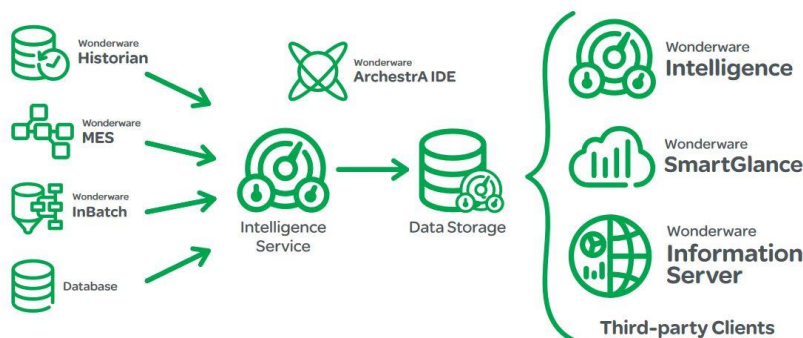 Wonderware
Historian
Wonderware
MES
Wonderware
InBatch
Database
Wonderware
ArchestrA IDE
Intelligence
Service
Data Storage
Wonderware
Intelligence
Wonderware
SmartGlance
Wonderware
Information
Server
Third-party Clients